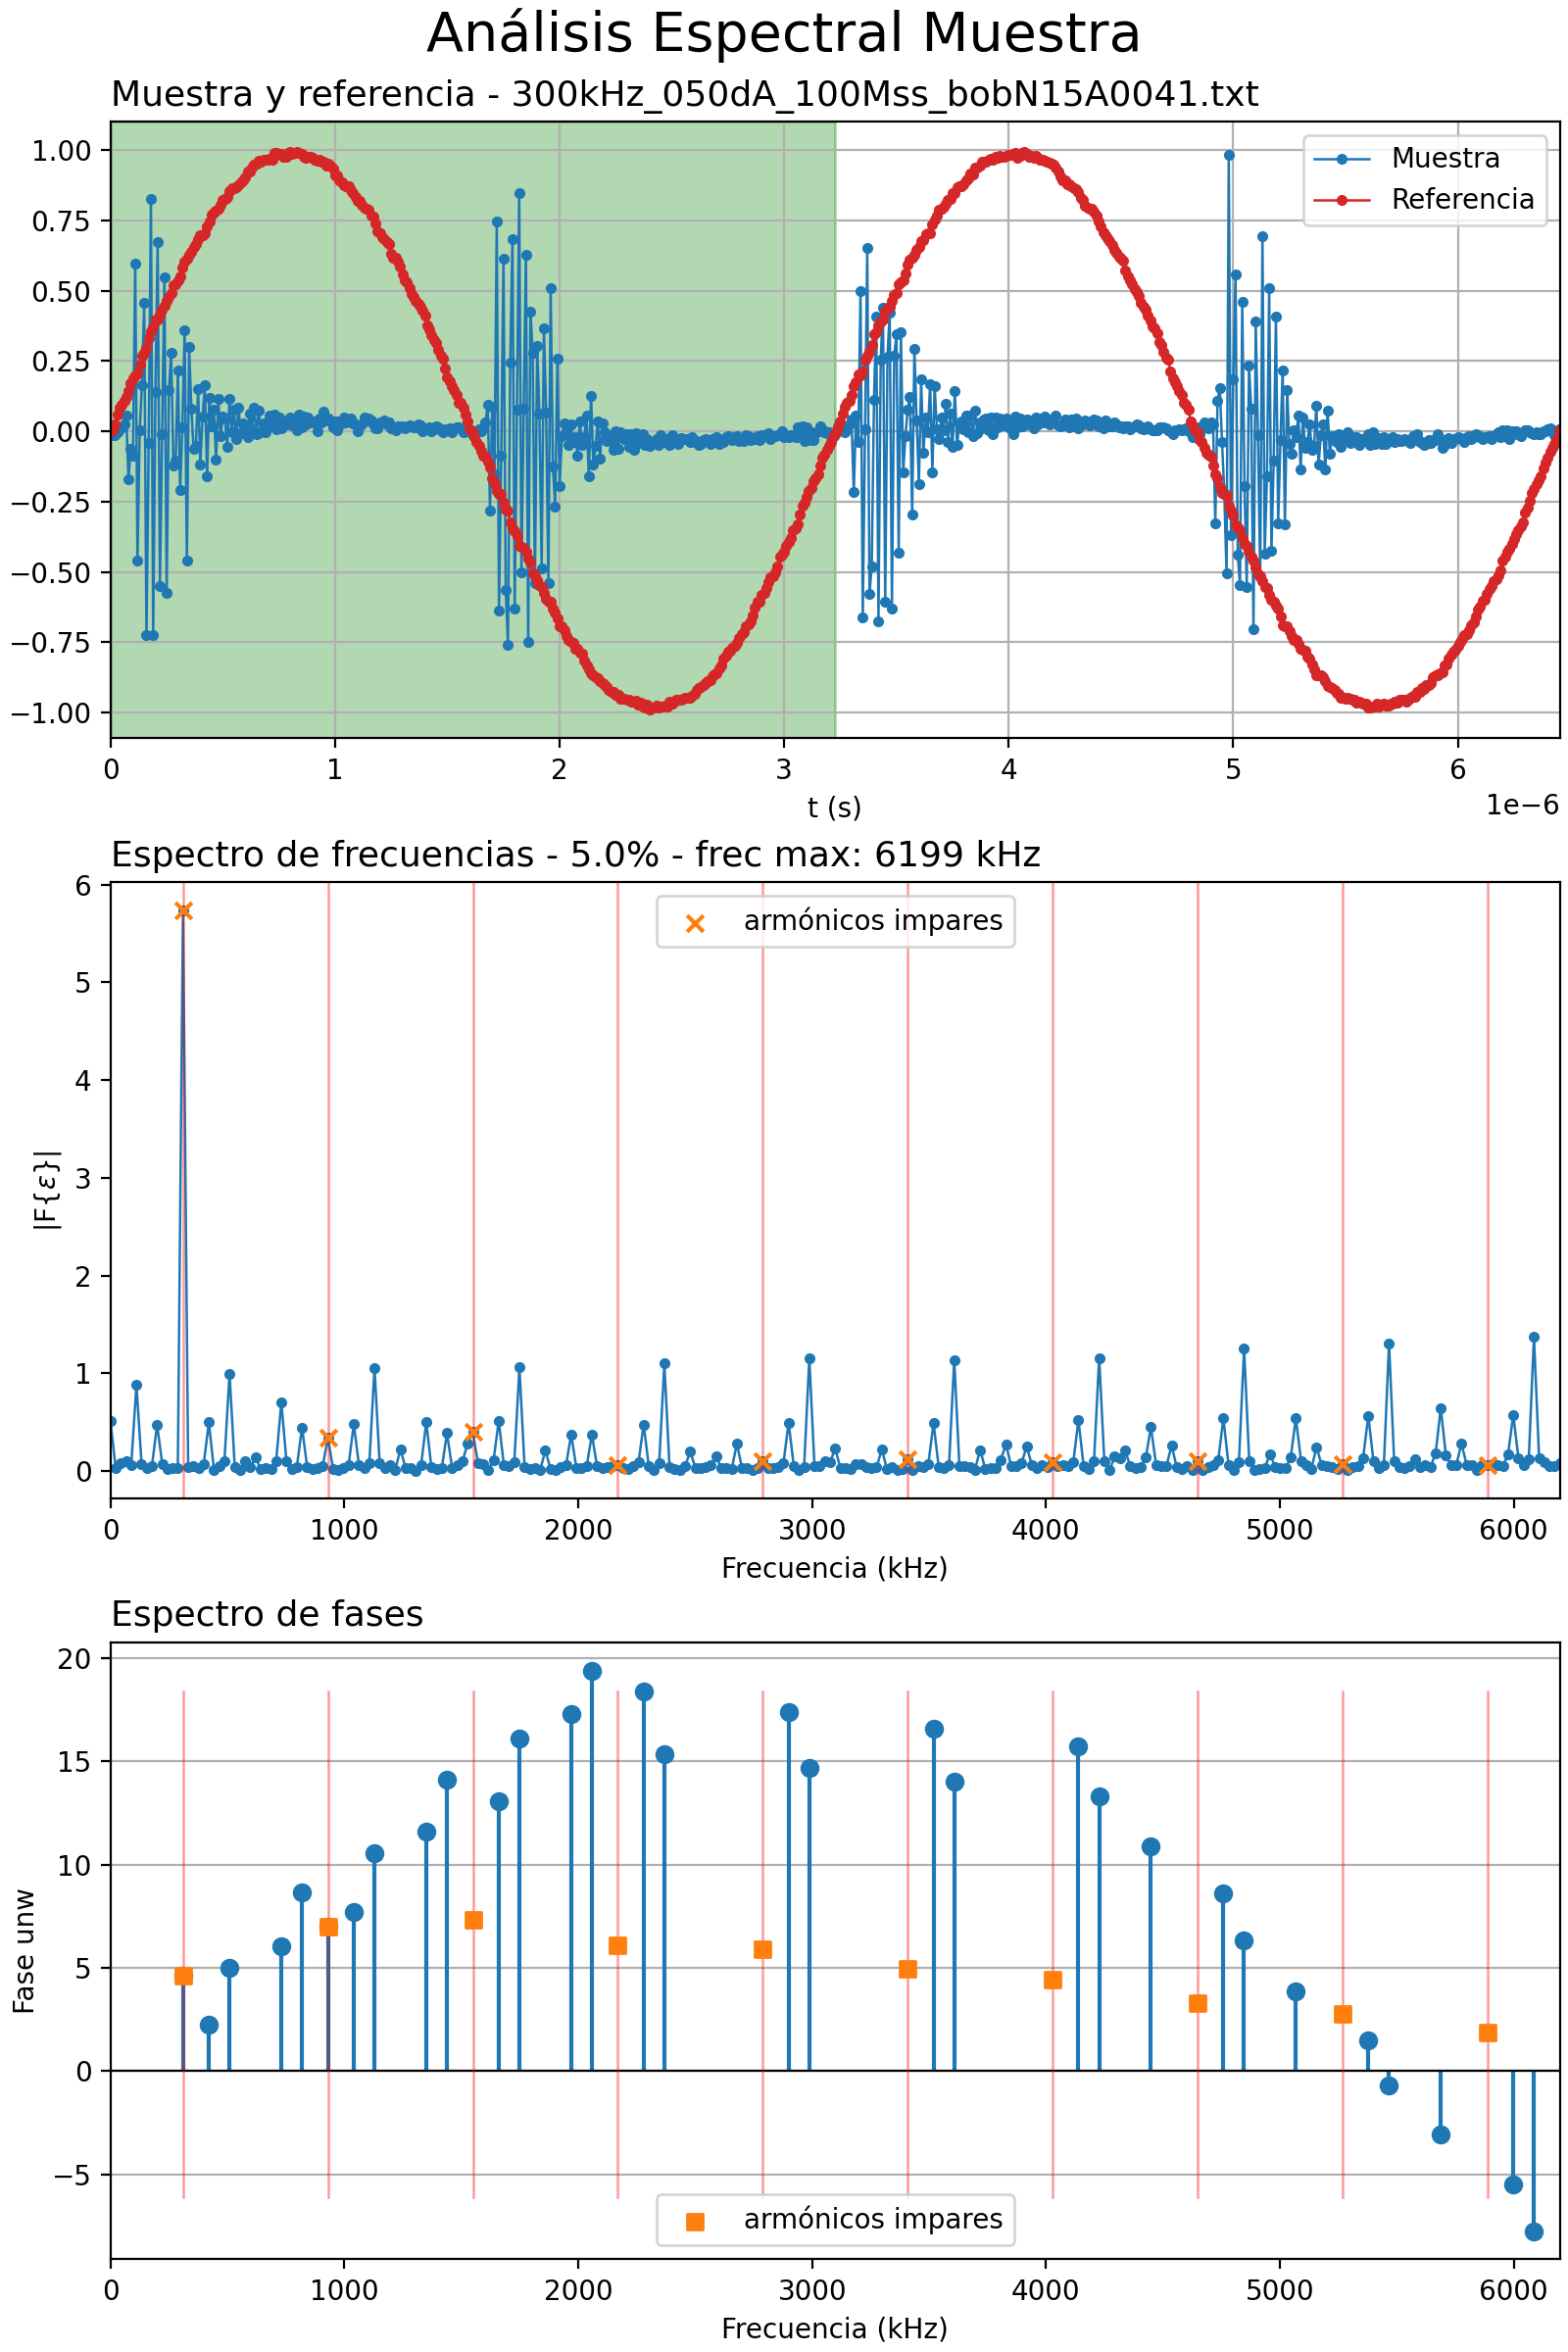 Análisis Espectral Muestra
Muestra y referencia - 300kHz_050dA_100Mss_bobN15A0041.txt
1.00
0.75
0.50
0.25
0.00
−0.25
−0.50
−0.75
−1.00
Muestra
Referencia
0 1 2 3 4 5 6
t (s)
1e−6
Espectro de frecuencias - 5.0% - frec max: 6199 kHz
6
5
4
3
2
1
0
|F{ε}|
armónicos impares
0 1000 2000 3000 4000 5000 6000
Frecuencia (kHz)
Espectro de fases
20
15
10
5
0
−5
Fase unw
armónicos impares
0 1000 2000 3000 4000 5000 6000
Frecuencia (kHz)